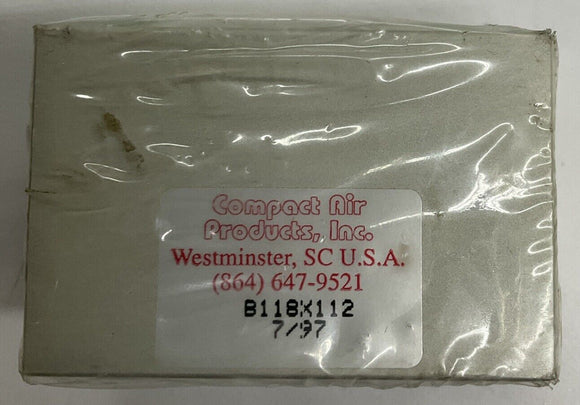 Compact Air
Products, Inc.
Westminster, SC U.S.A.
(864) 647-9521
B118X112
7/97